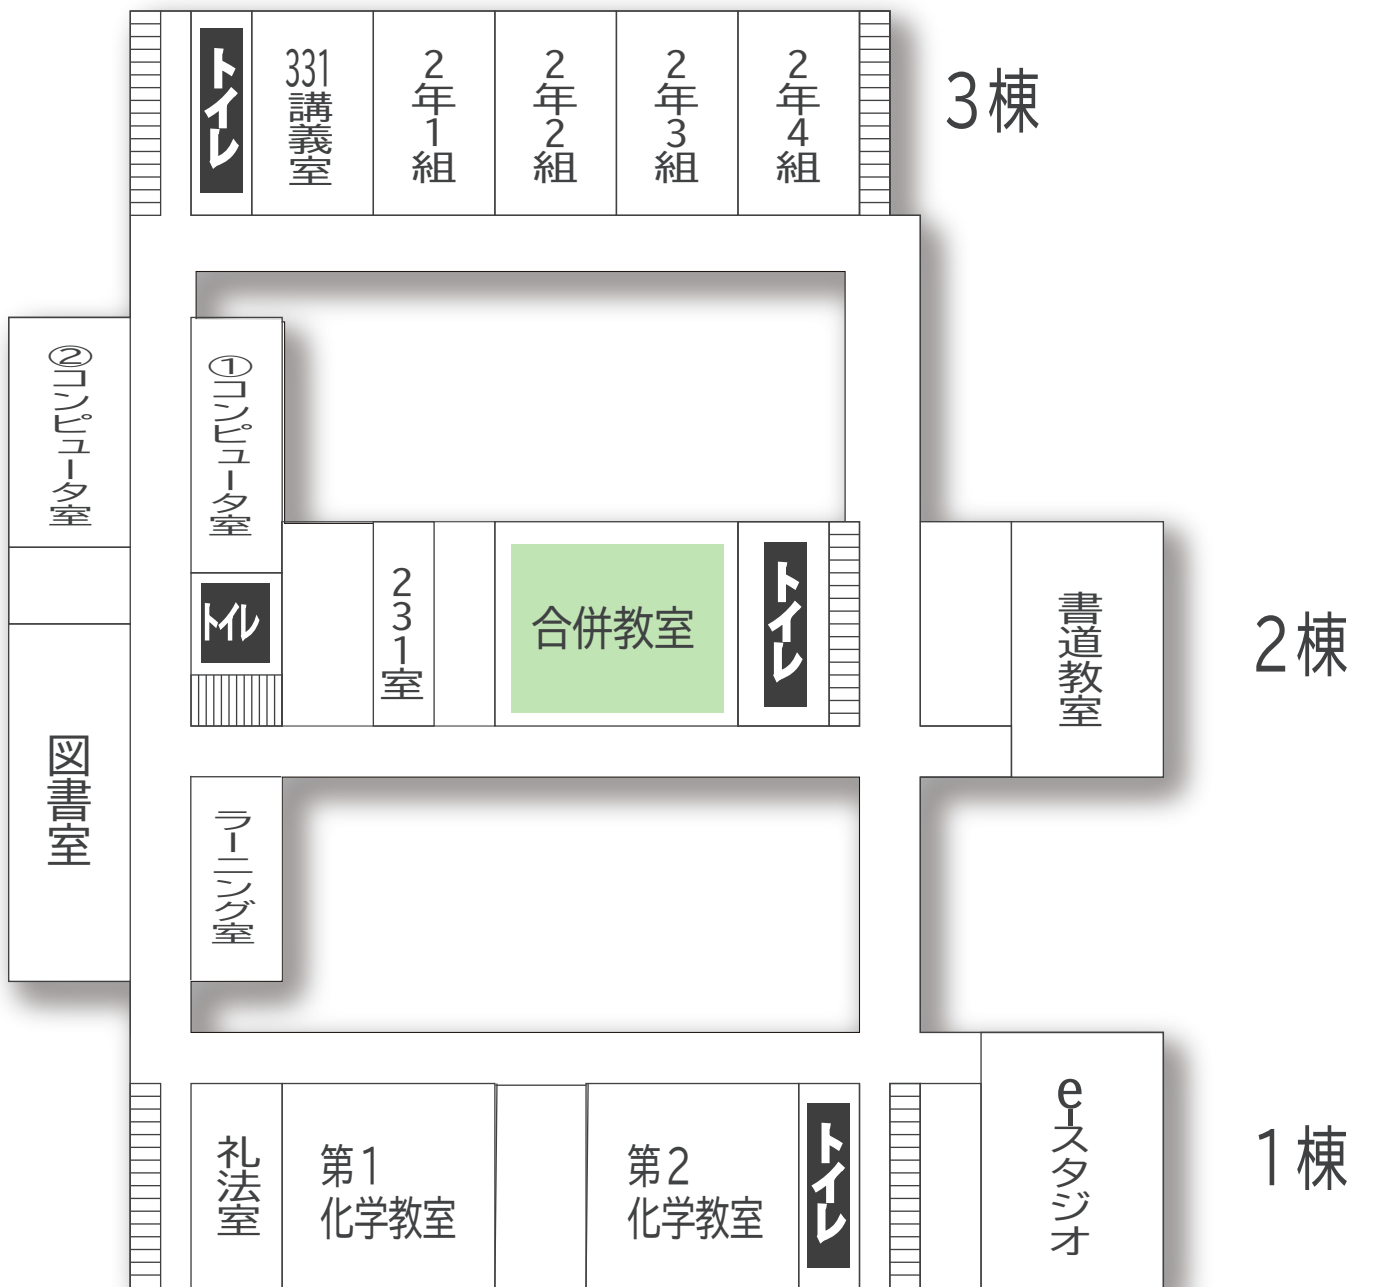 トイレ
331講義室
2年1組
2年2組
2年3組
2年4組
3棟
②コンピュータ室
①コンピュータ室
トイレ
231室
合併教室
トイレ
書道教室
2棟
図書室
ラーニング室
礼法室
第1
化学教室
第2
化学教室
トイレ
e-スタジオ
1棟